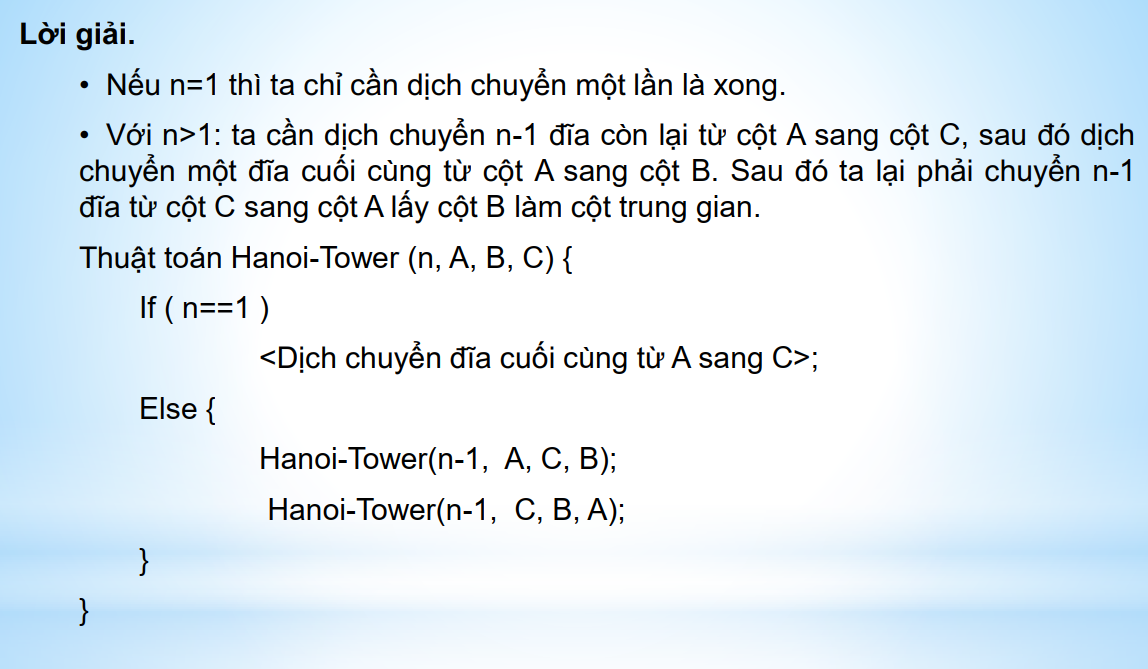 Lời giải.
• Nếu n=1 thì ta chỉ cần dịch chuyển một lần là xong.
• Với n>1: ta cần dịch chuyển n-1 đĩa còn lại từ cột A sang cột C, sau đó dịch
chuyển một đĩa cuối cùng từ cột A sang cột B. Sau đó ta lại phải chuyển n-1
đĩa từ cột C sang cột A lấy cột B làm cột trung gian.
Thuật toán Hanoi-Tower (n, A, B, C) {
If ( n==1 )
<Dịch chuyển đĩa cuối cùng từ A sang C>;
Else {
Hanoi-Tower(n-1, A, C, B);
Hanoi-Tower(n-1, C, B, A);
}
}